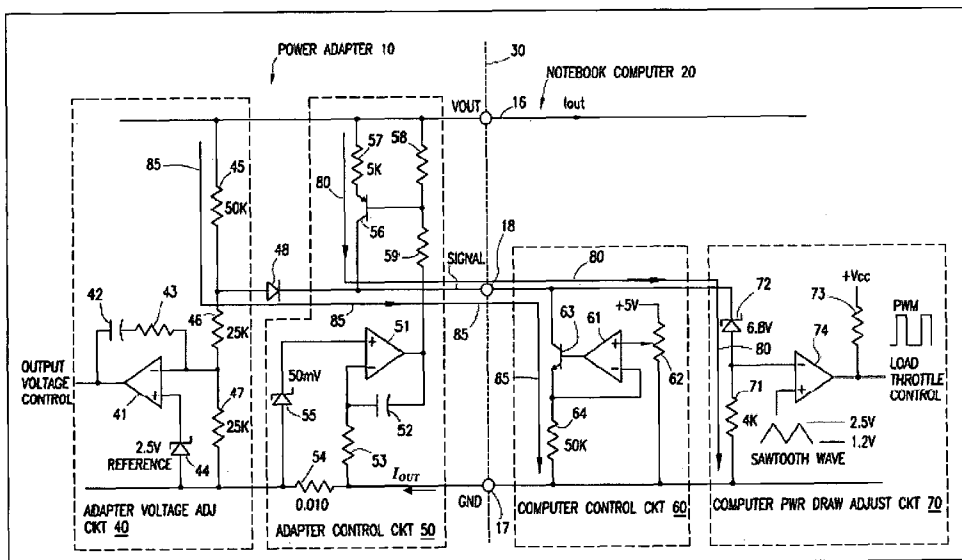 POWER ADAPTER 10
30
NOTEBOOK COMPUTER 20
VOUT
16
Iout
57
58
5K
85
45
80
50K
56
18
48
59
SIGNAL
80
72
+Vcc
73
42
43
46
85
85
+5V
63
61
6.8V
74
PWM
25K
51
80
OUTPUT
VOLTAGE
CONTROL
47
50mV
85
62
LOAD
THROTTLE
CONTROL
41
25K
55
52
64
71
4K
2.5V
REFERENCE
44
54
53
50K
2.5V
1.2V
SAWTOOTH WAVE
IOUT
0.010
GND
17
ADAPTER VOLTAGE ADJ
CKT 40
ADAPTER CONTROL CKT 50
COMPUTER CONTROL CKT 60
COMPUTER PWR DRAW ADJUST CKT 70